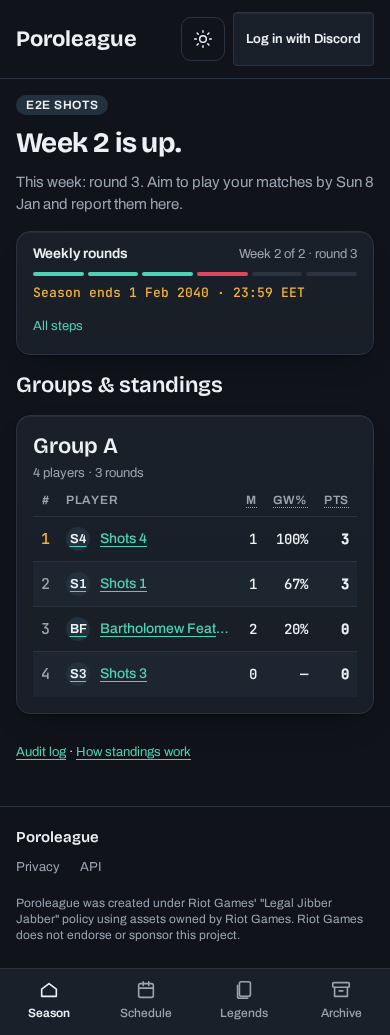 Poroleague
Log in with Discord
E2E SHOTS
Week 2 is up.
This week: round 3. Aim to play your matches by Sun 8
Jan and report them here.
Weekly rounds
Week 2 of 2 · round 3
Season ends 1 Feb 2040 · 23:59 EET
All steps
Groups & standings
Group A
4 players · 3 rounds
# PLAYER M GW% PTS
1 S4 Shots 4 1 100% 3
2 S1 Shots 1 1 67% 3
3 BF Bartholomew Feat… 2 20% 0
4 S3 Shots 3 0 — 0
Audit log · How standings work
Poroleague
Privacy API
Poroleague was created under Riot Games' "Legal Jibber
Jabber" policy using assets owned by Riot Games. Riot Games
does not endorse or sponsor this project.
Season Schedule Legends Archive